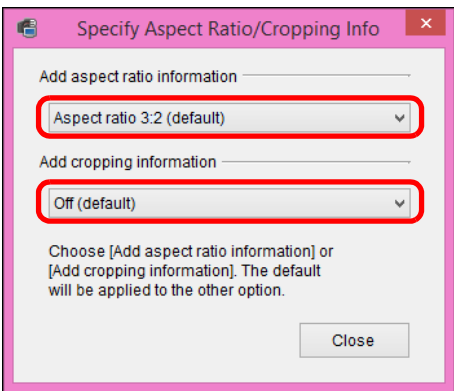 Specify Aspect Ratio/Cropping Info
Add aspect ratio information
Aspect ratio 3:2 (default)
Add cropping information
Off (default)
Choose [Add aspect ratio information] or
[Add cropping information]. The default
will be applied to the other option.
Close